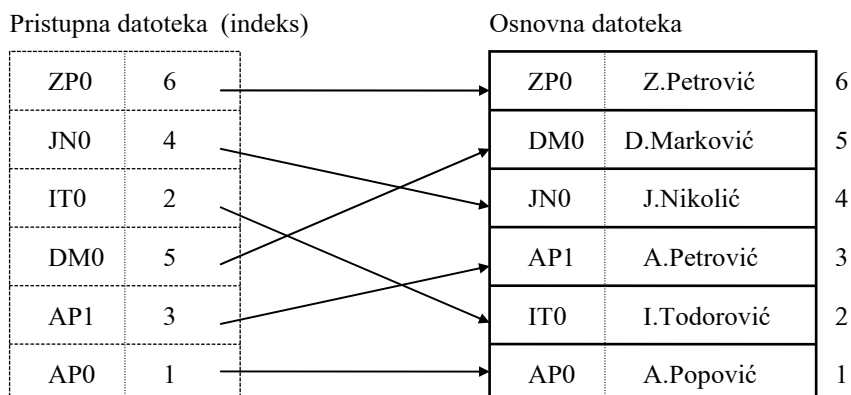 Pristupna datoteka (indeks) Osnovna datoteka
ZP0 6 ZP0 Z.Petrović 6
JN0 4 DM0 D.Marković 5
IT0 2 JN0 J.Nikolić 4
DM0 5 AP1 A.Petrović 3
AP1 3 IT0 I.Todorović 2
AP0 1 AP0 A.Popović 1